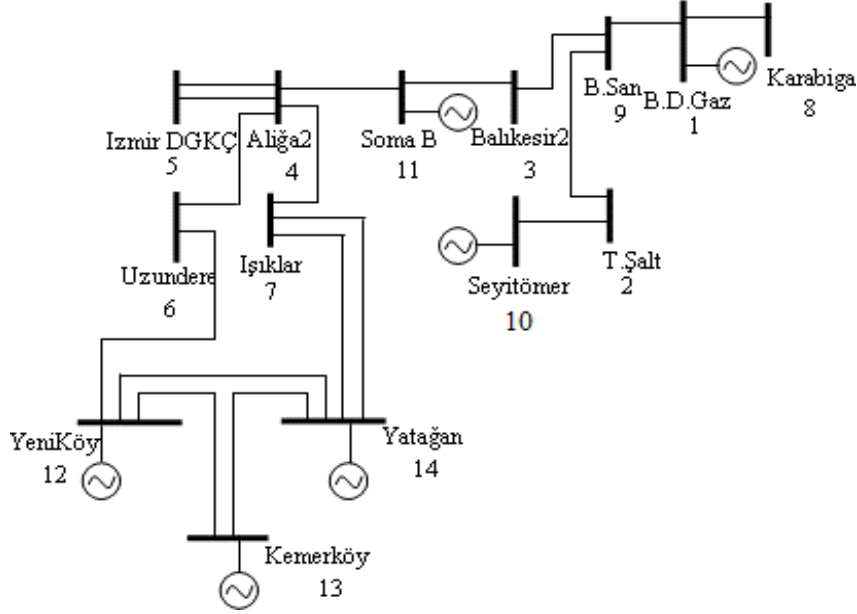 Karabiga
8
B.San
9
B.D.Gaz
1
Izmir DGKÇ
5
Aliğa2
4
Soma B
11
Balıkesir2
3
Uzundere
6
Işıklar
7
Seyitömer
10
T.Şalt
2
YeniKöy
12
Yatağan
14
Kemerköy
13